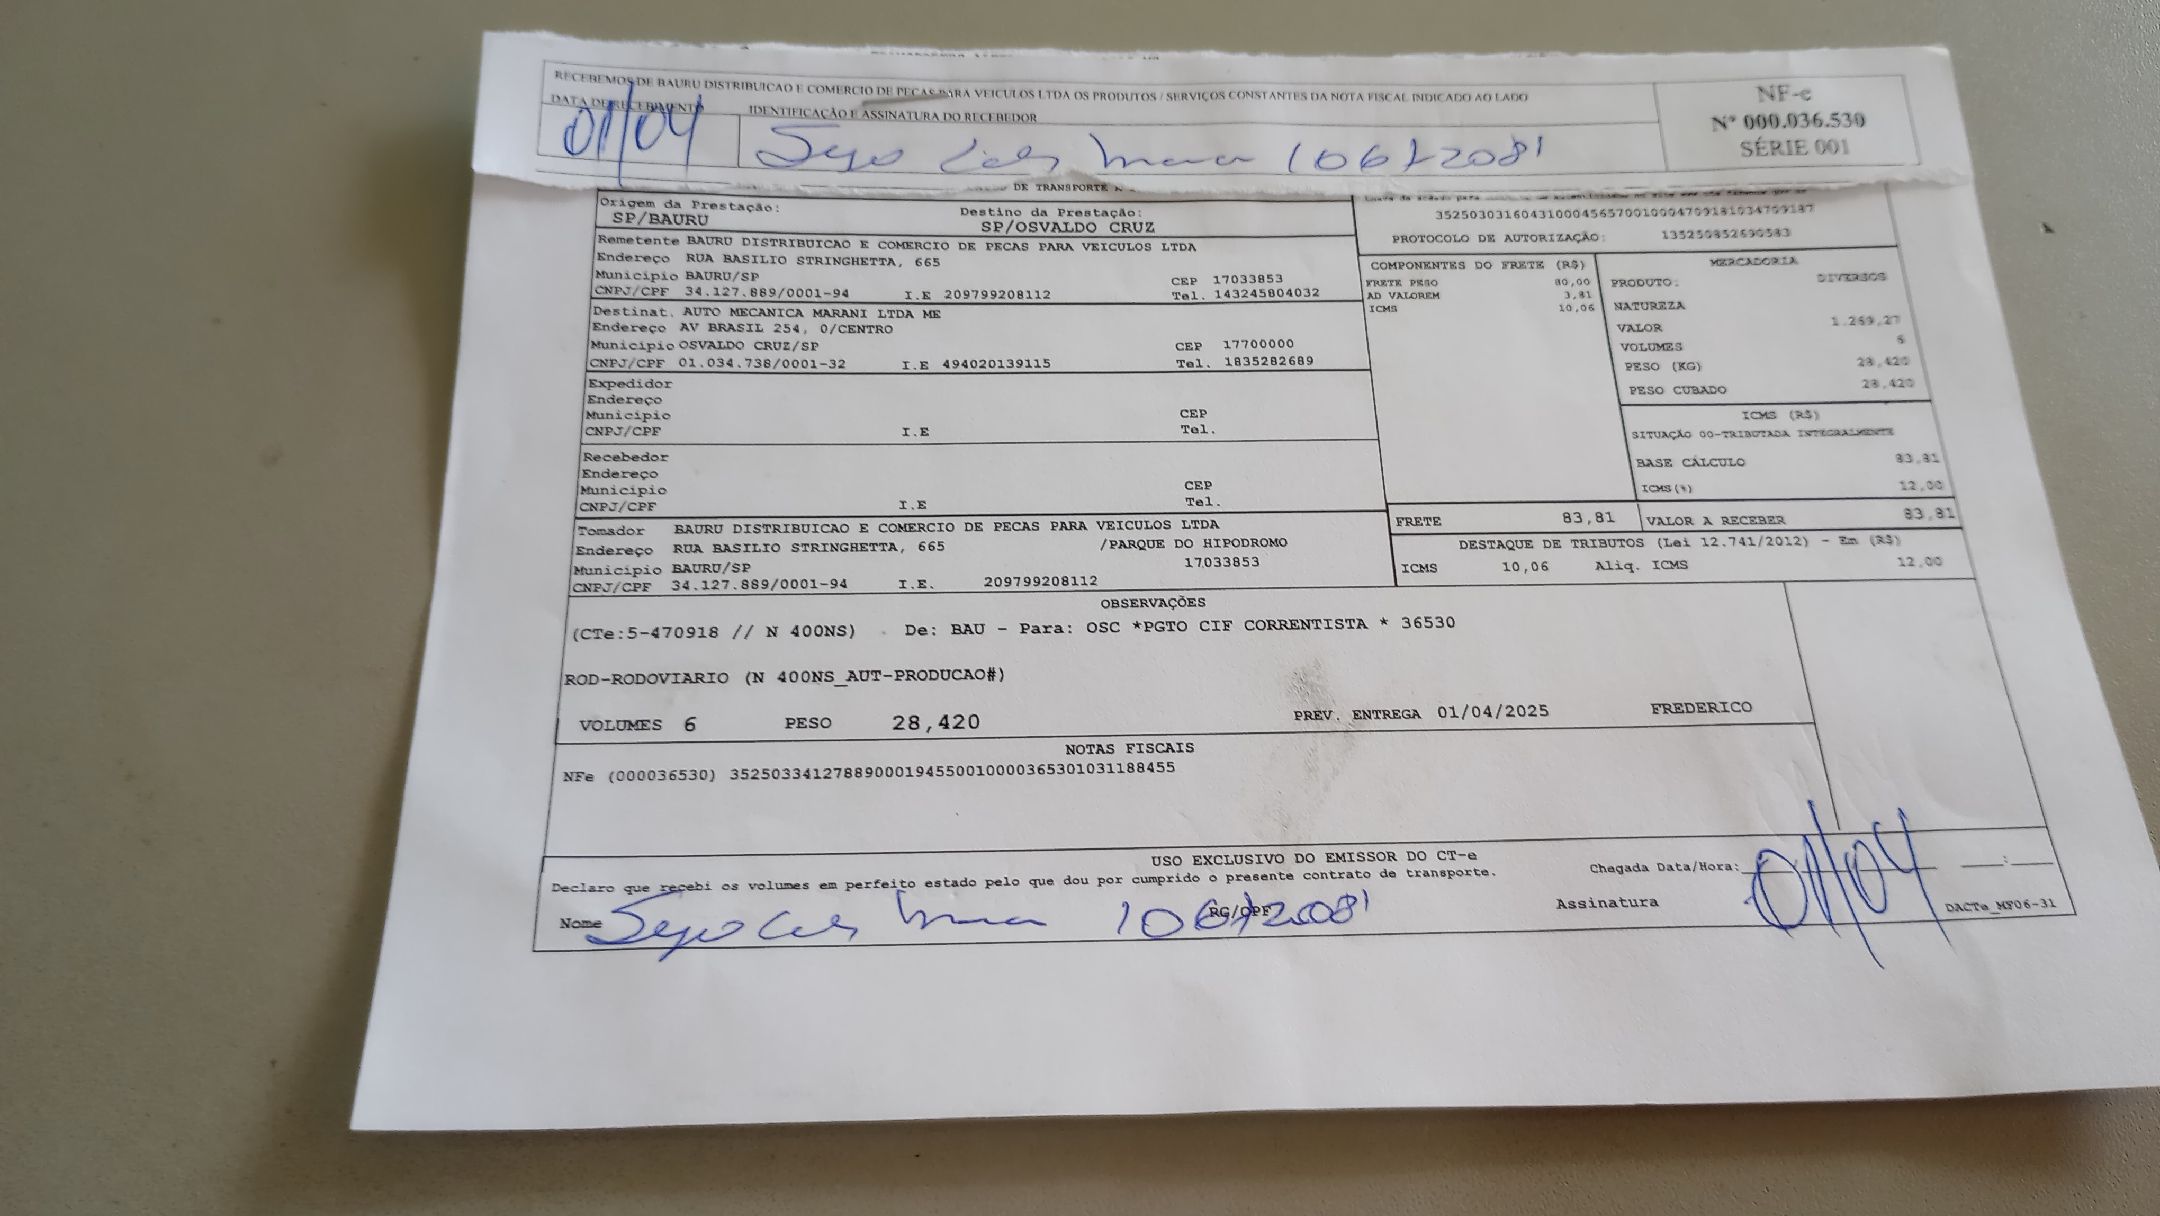 RECEBEMOS DE BAURU DISTRIBUICAO E COMERCIO DE PECAS PARA VEICULOS LTDA OS PRODUTOS / SERVIÇOS CONSTANTES DA NOTA FISCAL INDICADO AO LADO
DATA DE RECEBIMENTO
IDENTIFICAÇÃO E ASSINATURA DO RECEBEDOR
01/04
NF-e
Nº 000.036.530
SÉRIE 001
DE TRANSPORTE
Origem da Prestação:
SP/BAURU
Destino da Prestação:
SP/OSVALDO CRUZ
PROTOCOLO DE AUTORIZAÇÃO: 135250852690583
Remetente BAURU DISTRIBUICAO E COMERCIO DE PECAS PARA VEICULOS LTDA
Endereço RUA BASILIO STRINGHETTA, 665
Município BAURU/SP CEP 17033853
CNPJ/CPF 34.127.889/0001-94 I.E 209799208112 Tel. 143245804032
Destinat. AUTO MECANICA MARANI LTDA ME
Endereço AV BRASIL 254, 0/CENTRO
Município OSVALDO CRUZ/SP CEP 17700000
CNPJ/CPF 01.034.738/0001-32 I.E 494020139115 Tel. 1835282689
Expedidor
Endereço
Município CEP
CNPJ/CPF I.E Tel.
Recebedor
Endereço
Município CEP
CNPJ/CPF I.E Tel.
Tomador BAURU DISTRIBUICAO E COMERCIO DE PECAS PARA VEICULOS LTDA
Endereço RUA BASILIO STRINGHETTA, 665 /PARQUE DO HIPODROMO
Município BAURU/SP 17033853
CNPJ/CPF 34.127.889/0001-94 I.E. 209799208112
COMPONENTES DO FRETE (R$)
FRETE PESO 80,00
AD VALOREM 3,81
ICMS 10,06
MERCADORIA
PRODUTO: DIVERSOS
NATUREZA
VALOR 1.269,27
VOLUMES 6
PESO (KG) 28,420
PESO CUBADO 28,420
ICMS (R$)
SITUAÇÃO 00-TRIBUTADA INTEGRALMENTE
BASE CÁLCULO 83,81
ICMS(%) 12,00
FRETE 83,81 VALOR A RECEBER 83,81
DESTAQUE DE TRIBUTOS (Lei 12.741/2012) - Em (R$)
ICMS 10,06 Aliq. ICMS 12,00
OBSERVAÇÕES
(CTe:5-470918 // N 400NS) . De: BAU - Para: OSC *PGTO CIF CORRENTISTA * 36530
ROD-RODOVIARIO (N 400NS_AUT-PRODUCAO#)
VOLUMES 6 PESO 28,420 PREV. ENTREGA 01/04/2025 FREDERICO
NOTAS FISCAIS
NFe (000036530) 35250334127889000194550010000365301031188455
USO EXCLUSIVO DO EMISSOR DO CT-e
Declaro que recebi os volumes em perfeito estado pelo que dou por cumprido o presente contrato de transporte.
Chegada Data/Hora: 01/04
Nome RG/CPF Assinatura
DACTe_MF06-31